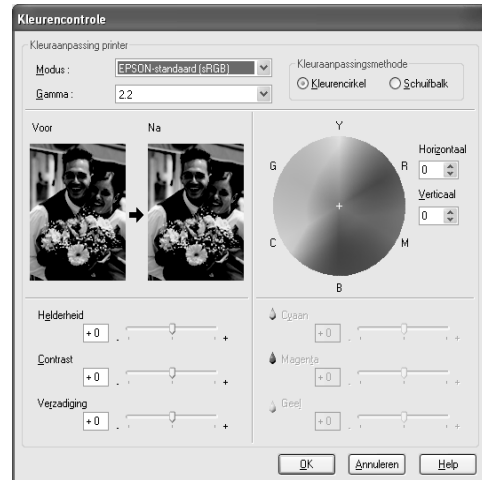 Kleurencontrole
Kleuraanpassing printer
Modus :
EPSON-standaard (sRGB)
Gamma :
2.2
Kleuraanpassingsmethode
Kleurencirkel
Schuifbalk
Voor
Na
Y
G
R
C
M
B
Horizontaal
0
Verticaal
0
Helderheid
+ 0
- +
Contrast
+ 0
- +
Verzadiging
+ 0
- +
Cyaan
+ 0
- +
Magenta
+ 0
- +
Geel
+ 0
- +
OK
Annuleren
Help